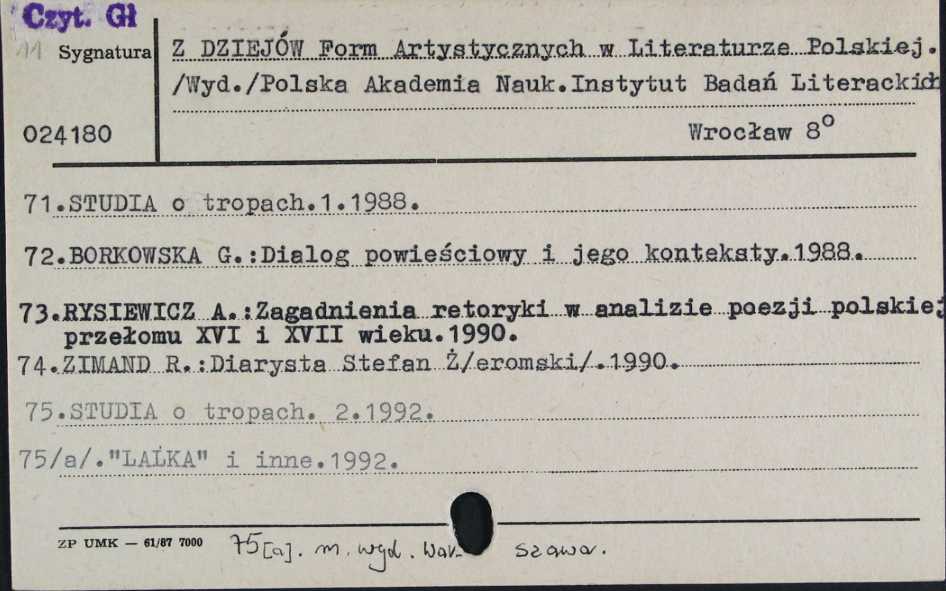 Czyt. Gł
11 Sygnatura
Z DZIEJÓW Form Artystycznych w Literaturze Polskiej.
/Wyd./Polska Akademia Nauk.Instytut Badań Literackich
024180
Wrocław 8°
71.STUDIA o tropach.1.1988.
72.BORKOWSKA G.:Dialog powieściowy i jego konteksty.1988.
73.RYSIEWICZ A.:Zagadnienia retoryki w analizie poezji polskiej
przełomu XVI i XVII wieku.1990.
74.ZIMAND R.:Diarysta Stefan Ż/eromski/.1990.
75.STUDIA o tropach. 2.1992.
75/a/."LALKA" i inne.1992.
ZP UMK — 61/87 7000 75[a]. m. wyd. War- szawa.